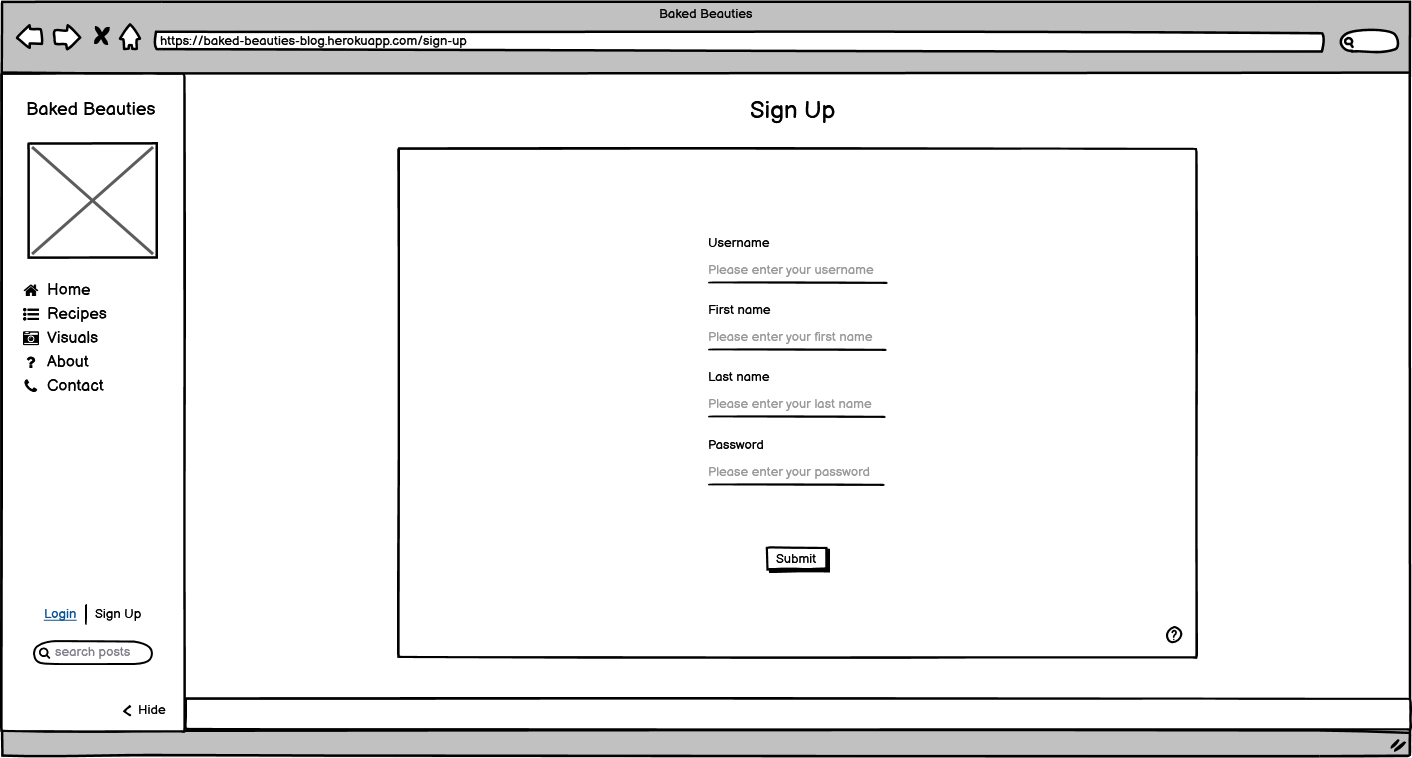 Baked Beauties
https://baked-beauties-blog.herokuapp.com/sign-up
Baked Beauties
Home
Recipes
Visuals
? About
Contact
Login Sign Up
search posts
Hide
Sign Up
Username
Please enter your username
First name
Please enter your first name
Last name
Please enter your last name
Password
Please enter your password
Submit
?